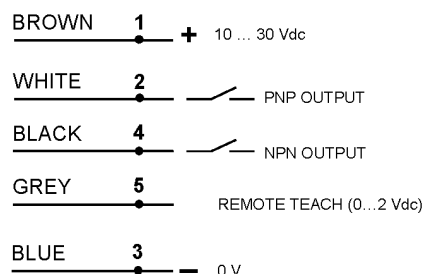 BROWN 1 + 10 ... 30 Vdc
WHITE 2 PNP OUTPUT
BLACK 4 NPN OUTPUT
GREY 5 REMOTE TEACH (0...2 Vdc)
BLUE 3 – 0 V